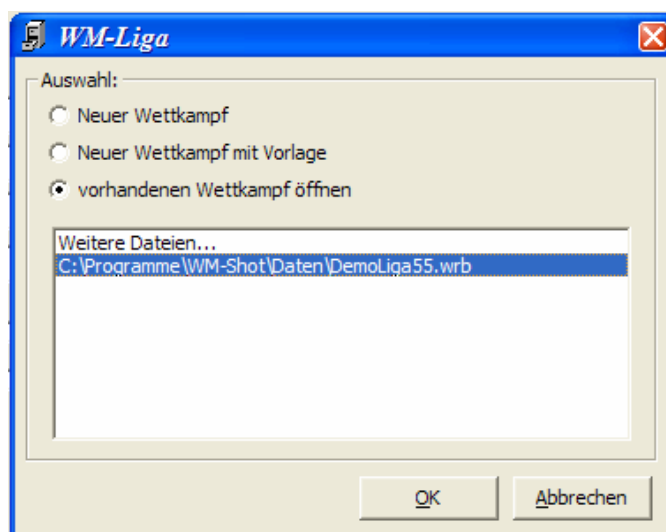 WM-Liga
Auswahl:
Neuer Wettkampf
Neuer Wettkampf mit Vorlage
vorhandenen Wettkampf öffnen
Weitere Dateien...
C:\Programme\WM-Shot\Daten\DemoLiga55.wrb
OK
Abbrechen